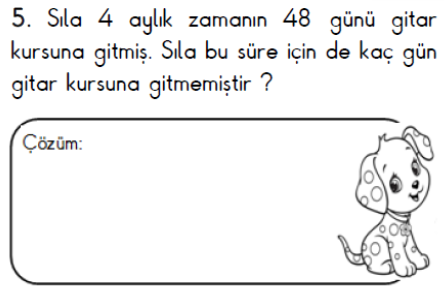 5. Sıla 4 aylık zamanın 48 günü gitar
kursuna gitmiş. Sıla bu süre için de kaç gün
gitar kursuna gitmemiştir ?
Çözüm: